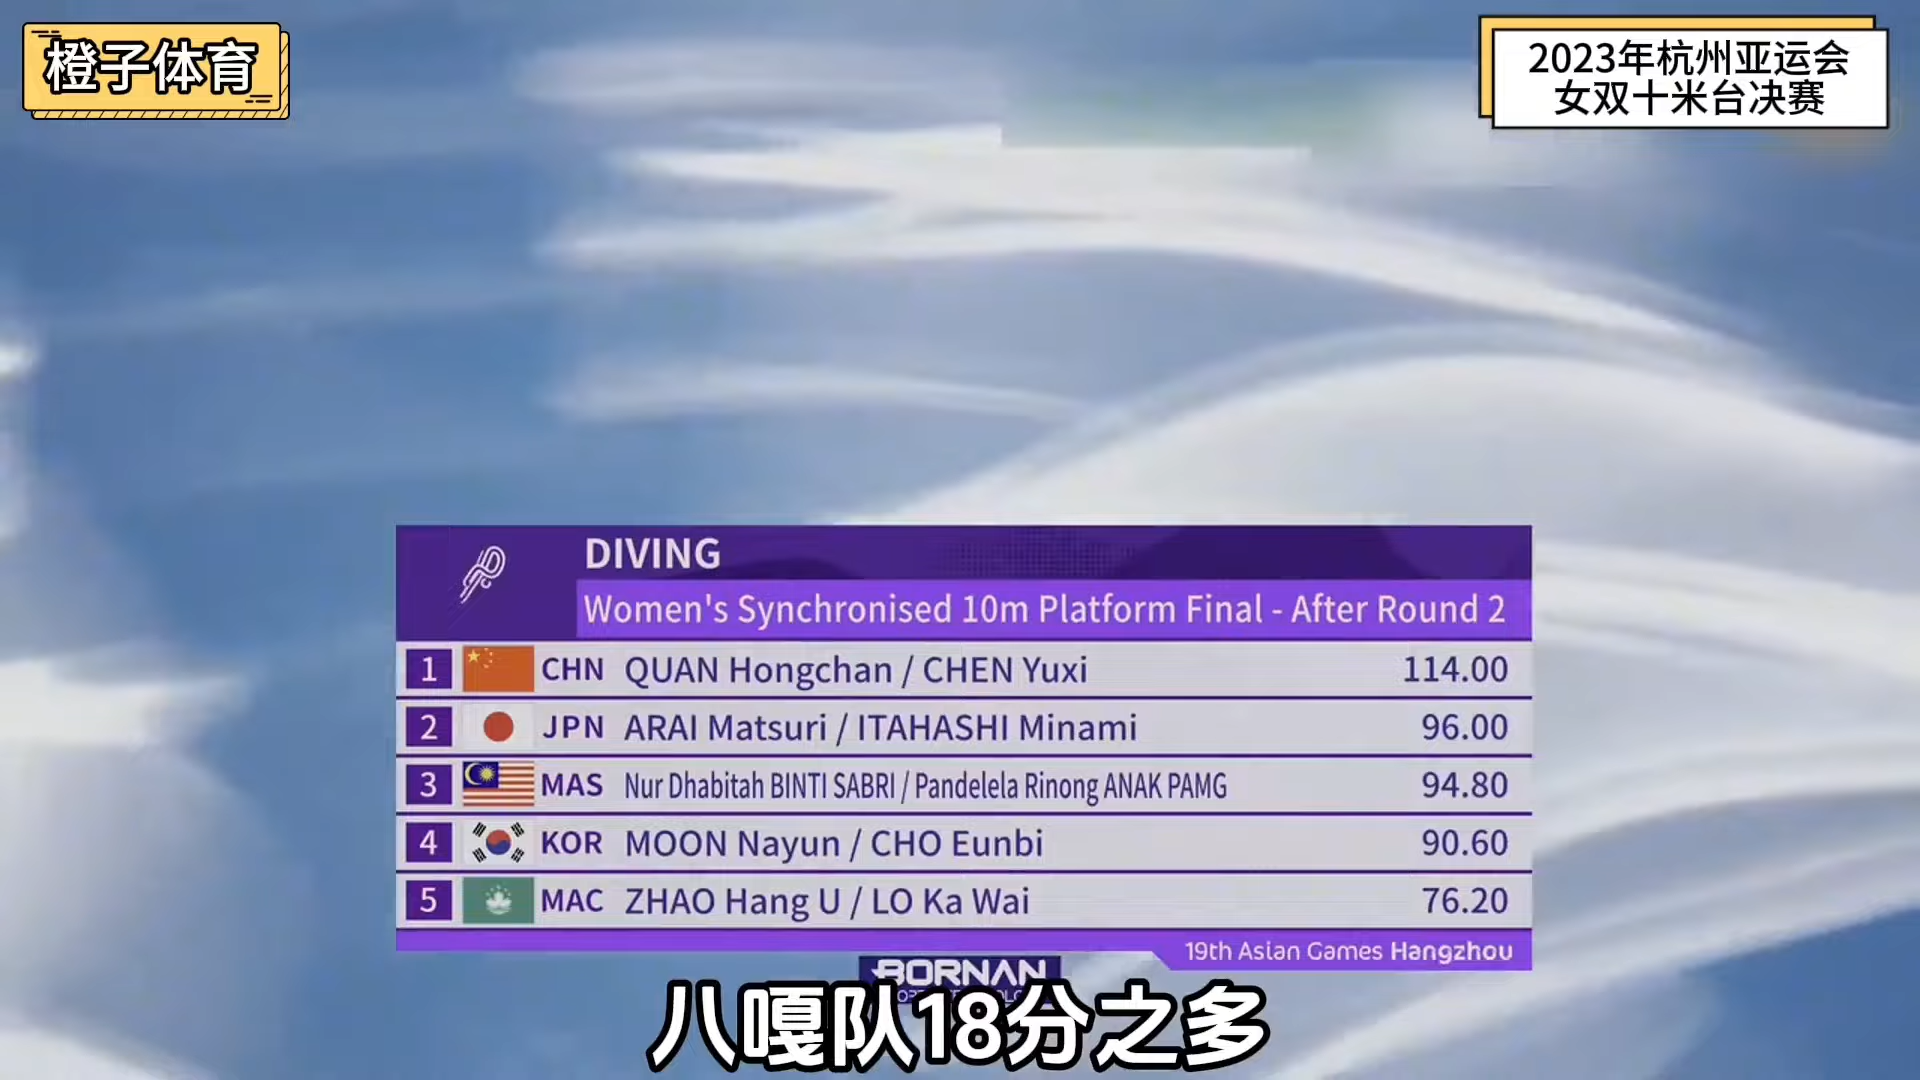 橙子体育
2023年杭州亚运会
女双十米台决赛
DIVING
Women's Synchronised 10m Platform Final - After Round 2
1 CHN QUAN Hongchan / CHEN Yuxi 114.00
2 JPN ARAI Matsuri / ITAHASHI Minami 96.00
3 MAS Nur Dhabitah BINTI SABRI / Pandelela Rinong ANAK PAMG 94.80
4 KOR MOON Nayun / CHO Eunbi 90.60
5 MAC ZHAO Hang U / LO Ka Wai 76.20
19th Asian Games Hangzhou
BORNAN
八嘎队18分之多